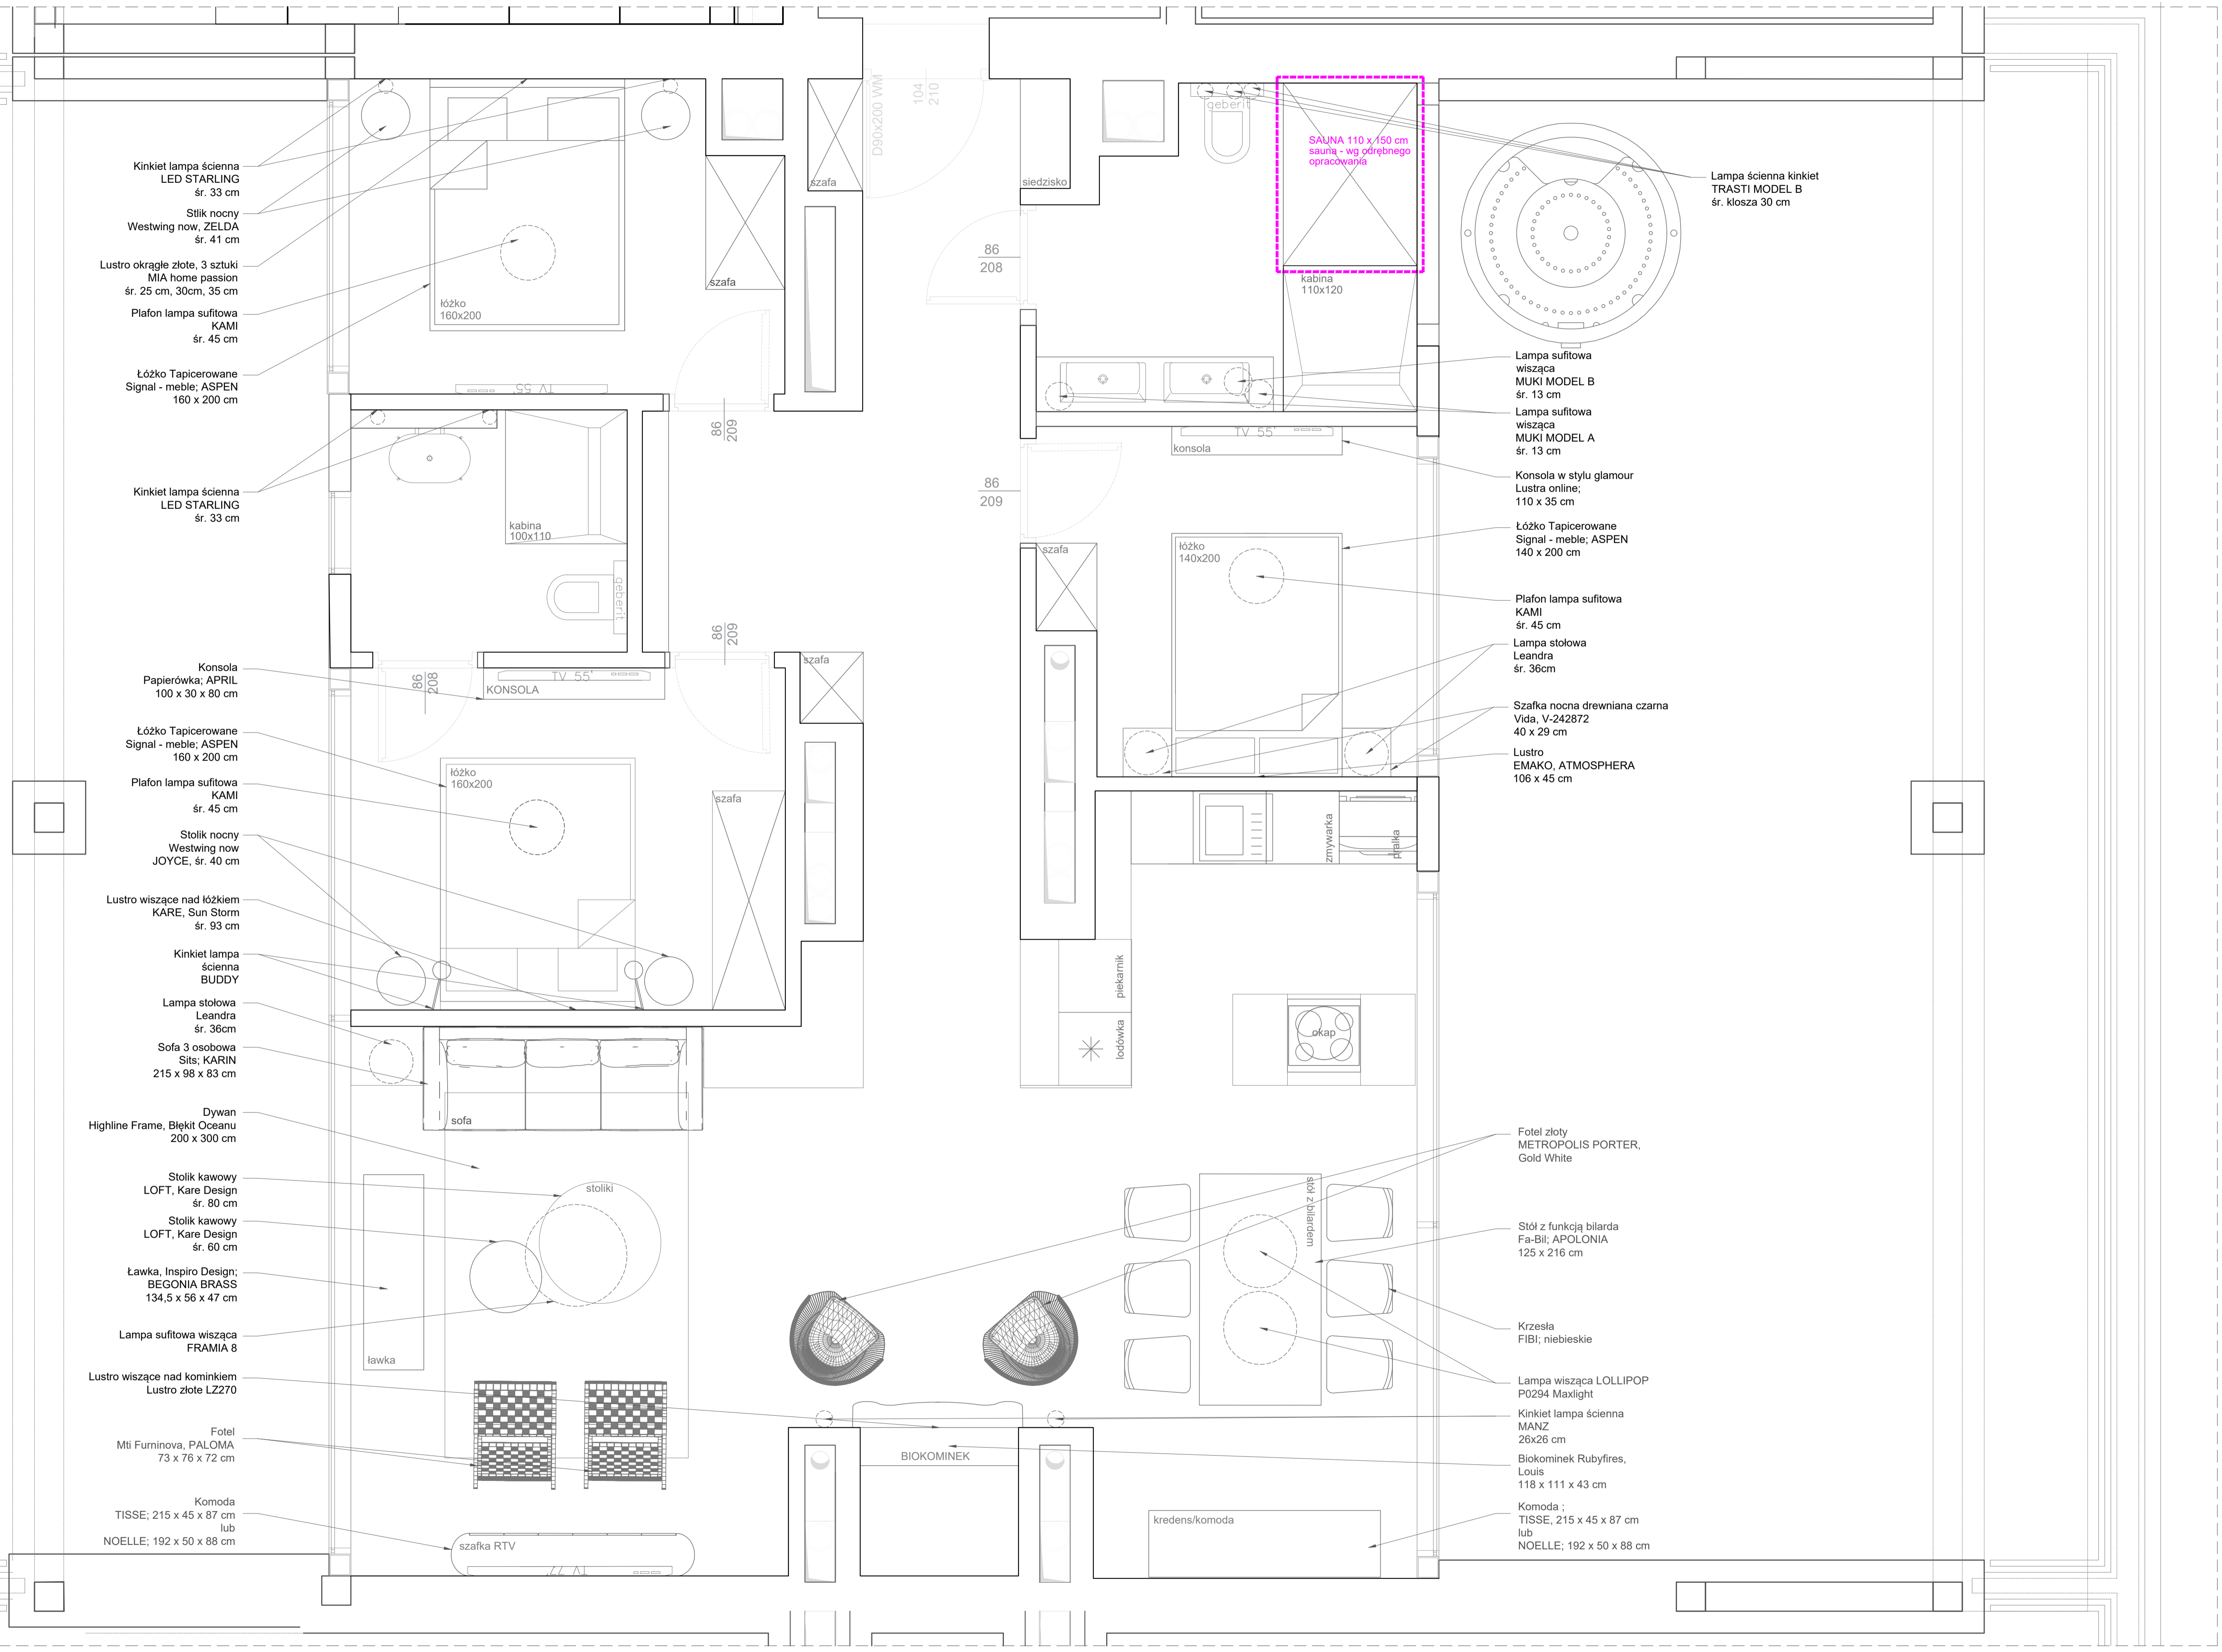 Kinkiet lampa ścienna
LED STARLING
śr. 33 cm
Stlik nocny
Westwing now, ZELDA
śr. 41 cm
Lustro okrągłe złote, 3 sztuki
MIA home passion
śr. 25 cm, 30cm, 35 cm
Plafon lampa sufitowa
KAMI
śr. 45 cm
Łóżko Tapicerowane
Signal - meble; ASPEN
160 x 200 cm
Kinkiet lampa ścienna
LED STARLING
śr. 33 cm
Konsola
Papierówka; APRIL
100 x 30 x 80 cm
Łóżko Tapicerowane
Signal - meble; ASPEN
160 x 200 cm
Plafon lampa sufitowa
KAMI
śr. 45 cm
Stolik nocny
Westwing now
JOYCE, śr. 40 cm
Lustro wiszące nad łóżkiem
KARE, Sun Storm
śr. 93 cm
Kinkiet lampa
ścienna
BUDDY
Lampa stołowa
Leandra
śr. 36cm
Sofa 3 osobowa
Sits; KARIN
215 x 98 x 83 cm
Dywan
Highline Frame, Błękit Oceanu
200 x 300 cm
Stolik kawowy
LOFT, Kare Design
śr. 80 cm
Stolik kawowy
LOFT, Kare Design
śr. 60 cm
Ławka, Inspiro Design;
BEGONIA BRASS
134,5 x 56 x 47 cm
Lampa sufitowa wisząca
FRAMIA 8
Lustro wiszące nad kominkiem
Lustro złote LZ270
Fotel
Mti Furninova, PALOMA
73 x 76 x 72 cm
Komoda
TISSE; 215 x 45 x 87 cm
lub
NOELLE; 192 x 50 x 88 cm
łóżko
160x200
szafa
TV 55'
86
209
szafa
D90x200 WM
104
210
siedzisko
86
208
geberit
SAUNA 110 x 150 cm
sauna - wg odrębnego
opracowania
kabina
110x120
kabina
100x110
geberit
86
209
86
208
TV 55'
KONSOLA
szafa
łóżko
160x200
szafa
86
209
TV 55'
konsola
szafa
łóżko
140x200
zmywarka
pralka
piekarnik
lodówka
okap
sofa
stoliki
ławka
stół z bilardem
BIOKOMINEK
szafka RTV
TV 77'
kredens/komoda
Lampa ścienna kinkiet
TRASTI MODEL B
śr. klosza 30 cm
Lampa sufitowa
wisząca
MUKI MODEL B
śr. 13 cm
Lampa sufitowa
wisząca
MUKI MODEL A
śr. 13 cm
Konsola w stylu glamour
Lustra online;
110 x 35 cm
Łóżko Tapicerowane
Signal - meble; ASPEN
140 x 200 cm
Plafon lampa sufitowa
KAMI
śr. 45 cm
Lampa stołowa
Leandra
śr. 36cm
Szafka nocna drewniana czarna
Vida, V-242872
40 x 29 cm
Lustro
EMAKO, ATMOSPHERA
106 x 45 cm
Fotel złoty
METROPOLIS PORTER,
Gold White
Stół z funkcją bilarda
Fa-Bil; APOLONIA
125 x 216 cm
Krzesła
FIBI; niebieskie
Lampa wisząca LOLLIPOP
P0294 Maxlight
Kinkiet lampa ścienna
MANZ
26x26 cm
Biokominek Rubyfires,
Louis
118 x 111 x 43 cm
Komoda ;
TISSE, 215 x 45 x 87 cm
lub
NOELLE; 192 x 50 x 88 cm